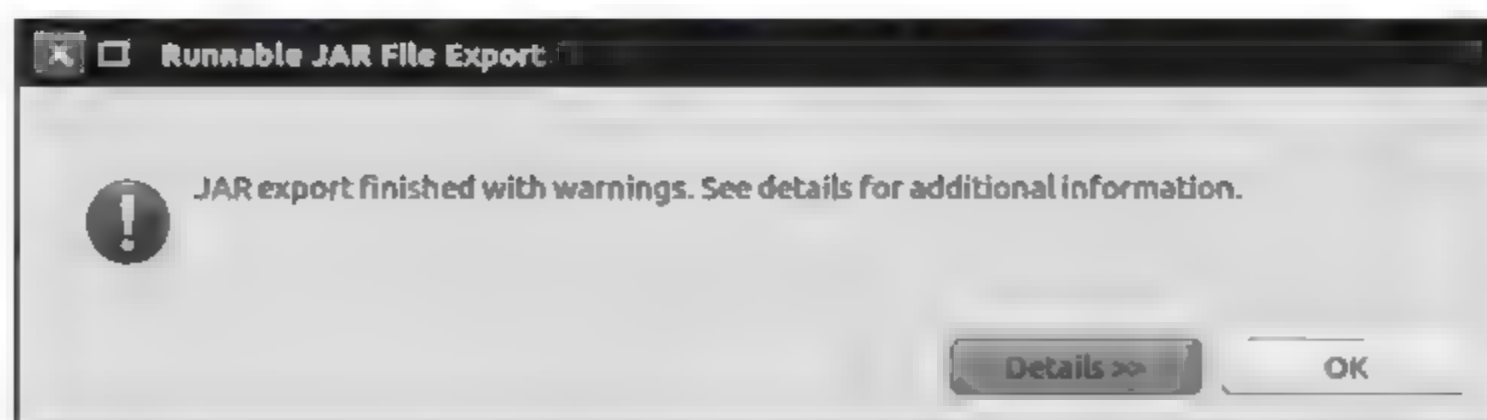 Runnable JAR File Export
JAR export finished with warnings. See details for additional information.
Details >>
OK